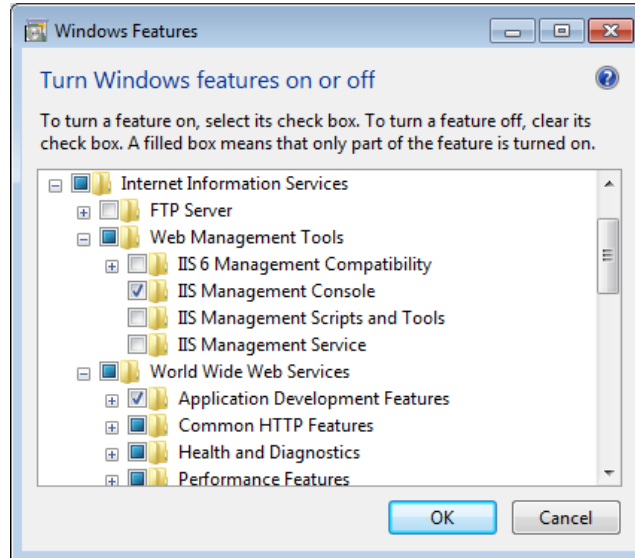 Windows Features
Turn Windows features on or off
To turn a feature on, select its check box. To turn a feature off, clear its
check box. A filled box means that only part of the feature is turned on.
Internet Information Services
FTP Server
Web Management Tools
IIS 6 Management Compatibility
IIS Management Console
IIS Management Scripts and Tools
IIS Management Service
World Wide Web Services
Application Development Features
Common HTTP Features
Health and Diagnostics
Performance Features
OK Cancel